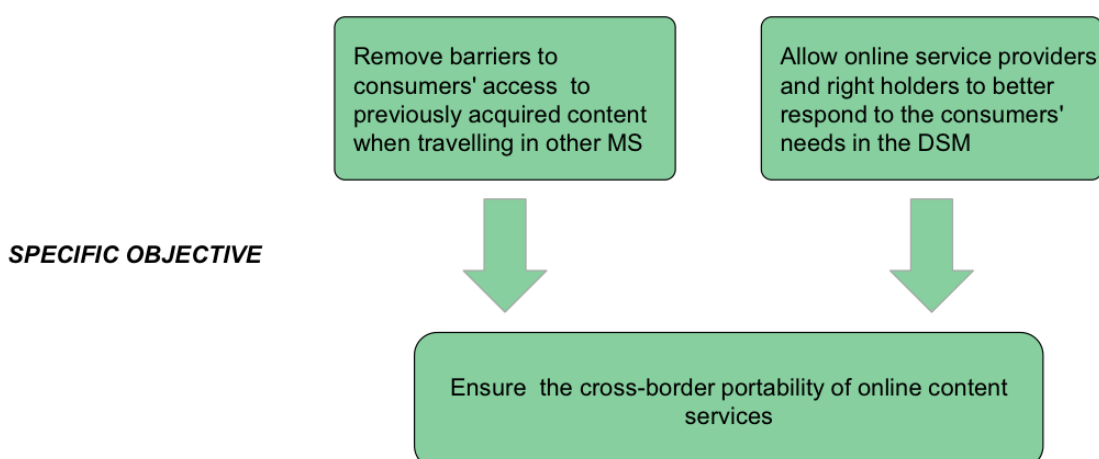 Remove barriers to
consumers' access to
previously acquired content
when travelling in other MS
Allow online service providers
and right holders to better
respond to the consumers'
needs in the DSM
SPECIFIC OBJECTIVE
Ensure the cross-border portability of online content
services